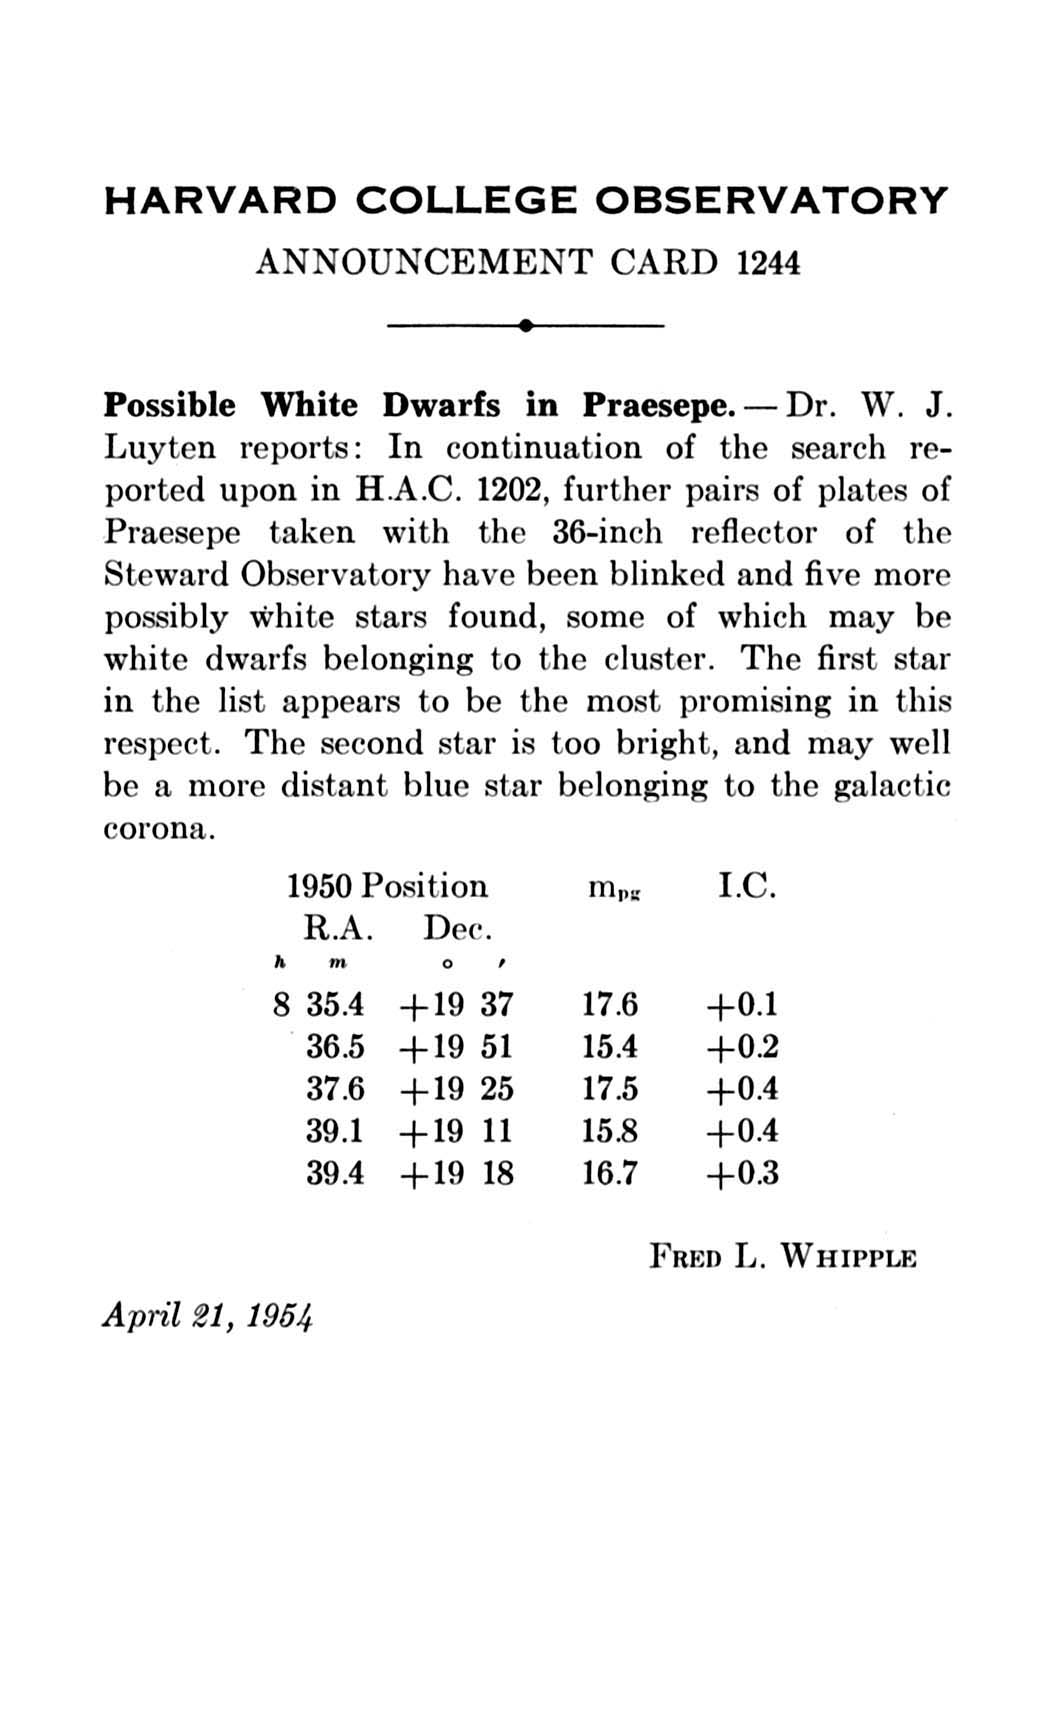 HARVARD COLLEGE OBSERVATORY
ANNOUNCEMENT CARD 1244
Possible White Dwarfs in Praesepe. — Dr. W. J.
Luyten reports: In continuation of the search re-
ported upon in H.A.C. 1202, further pairs of plates of
Praesepe taken with the 36-inch reflector of the
Steward Observatory have been blinked and five more
possibly white stars found, some of which may be
white dwarfs belonging to the cluster. The first star
in the list appears to be the most promising in this
respect. The second star is too bright, and may well
be a more distant blue star belonging to the galactic
corona.
1950 Position mpg I.C.
R.A. Dec.
h m ° ′
8 35.4 +19 37 17.6 +0.1
36.5 +19 51 15.4 +0.2
37.6 +19 25 17.5 +0.4
39.1 +19 11 15.8 +0.4
39.4 +19 18 16.7 +0.3
FRED L. WHIPPLE
April 21, 1954